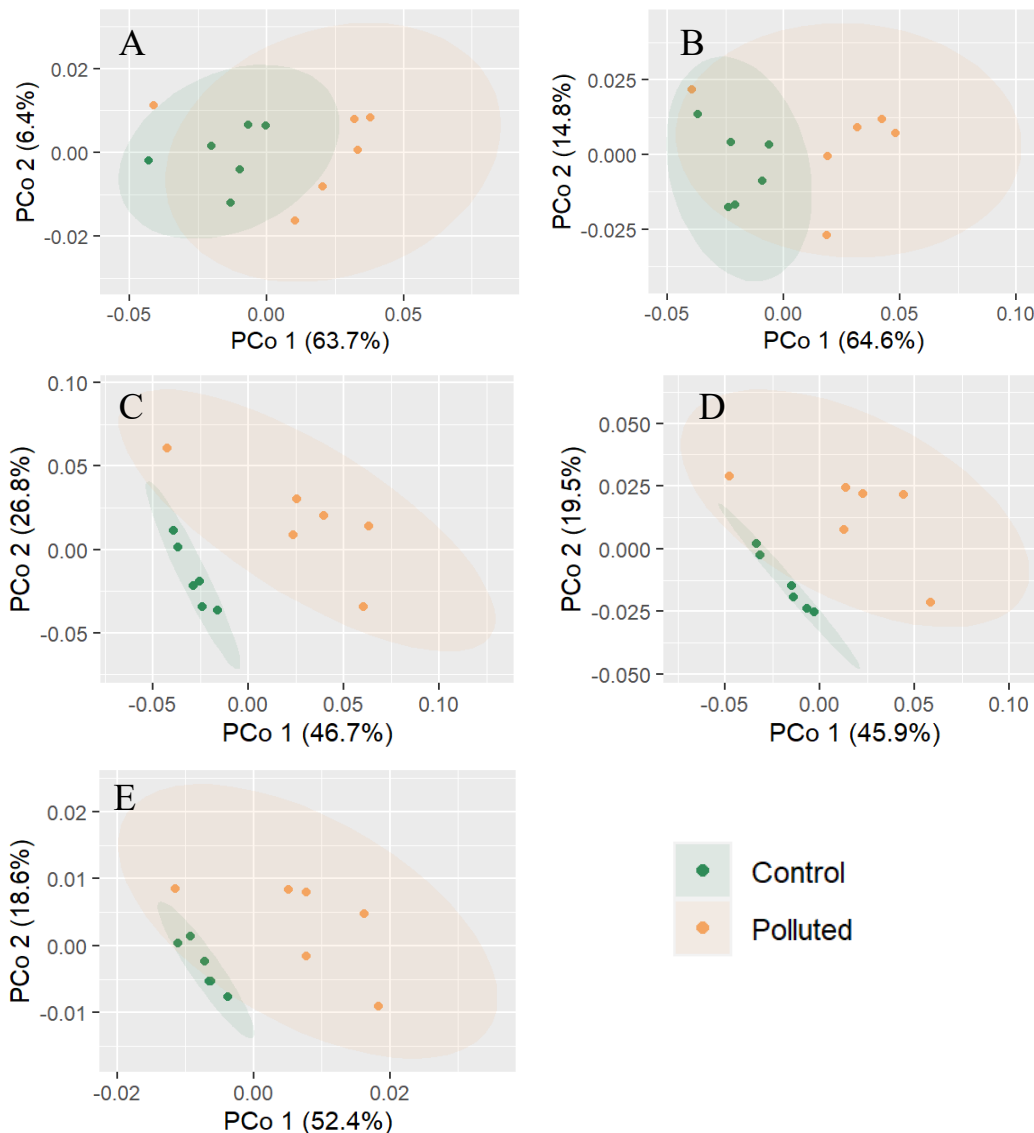 A
PCo 2 (6.4%)
0.02
0.00
-0.02
-0.05
0.00
0.05
PCo 1 (63.7%)
B
PCo 2 (14.8%)
0.025
0.000
-0.025
-0.05
0.00
0.05
0.10
PCo 1 (64.6%)
C
PCo 2 (26.8%)
0.10
0.05
0.00
-0.05
-0.05
0.00
0.05
0.10
PCo 1 (46.7%)
D
PCo 2 (19.5%)
0.050
0.025
0.000
-0.025
-0.050
-0.05
0.00
0.05
0.10
PCo 1 (45.9%)
E
PCo 2 (18.6%)
0.02
0.01
0.00
-0.01
-0.02
0.00
0.02
PCo 1 (52.4%)
Control
Polluted